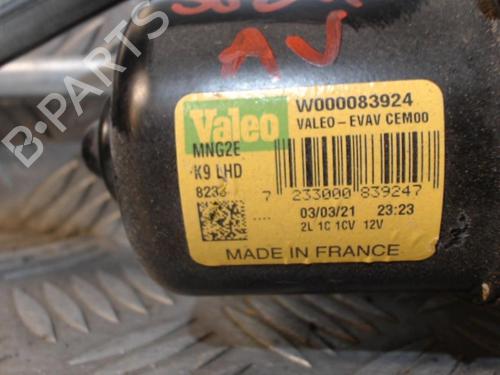 AV
Valeo
W000083924
VALEO-EVAV CEM00
MNG2E
K9 LHD
8233
7 233000 839247
03/03/21 23:23
2L 1C 1CV 12V
MADE IN FRANCE
B-PARTS